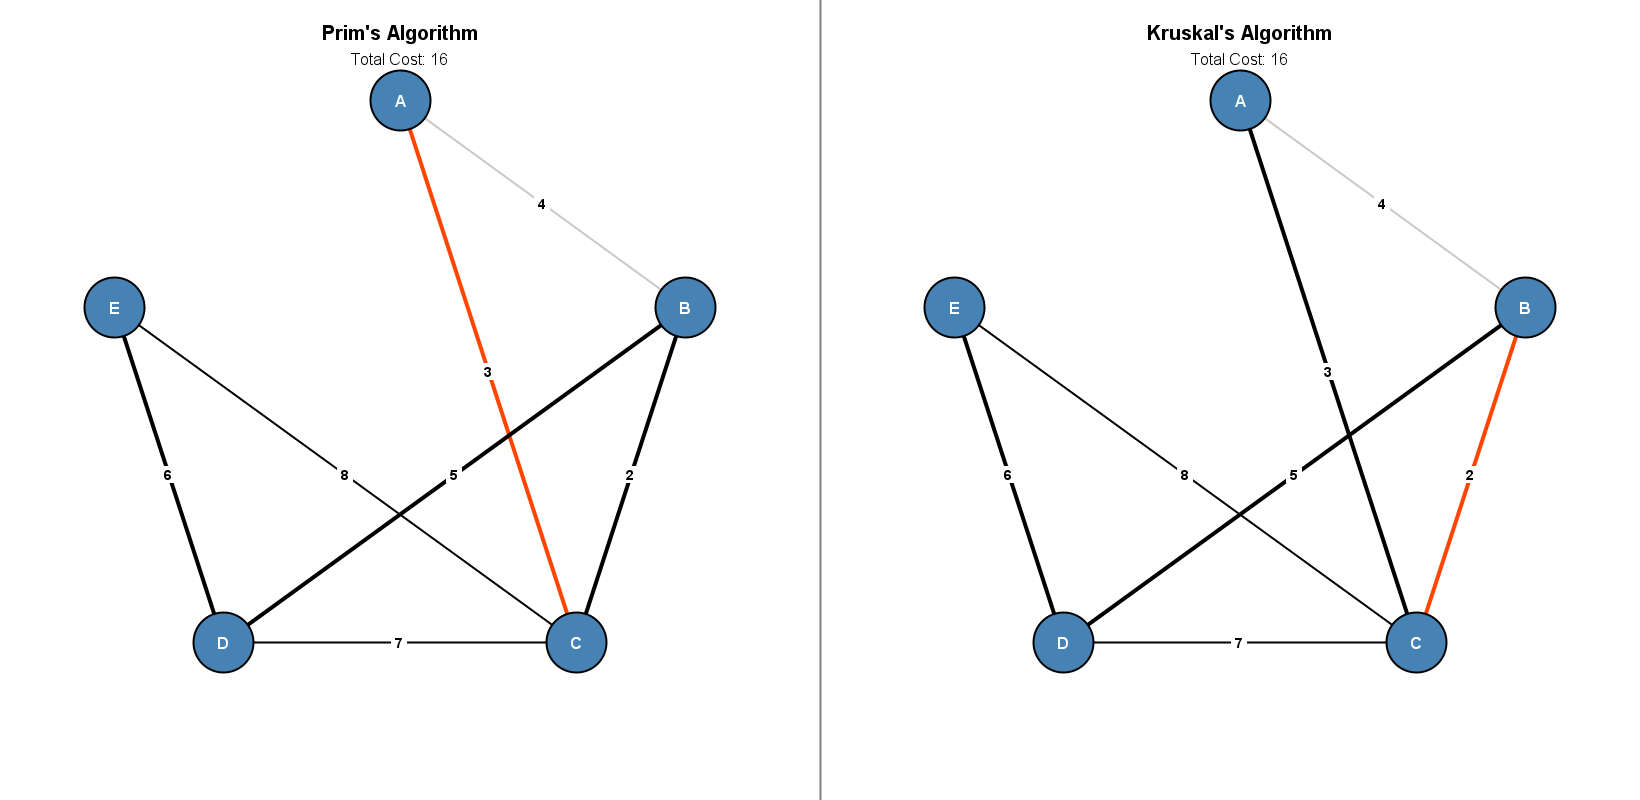 Prim's Algorithm
Total Cost: 16
A
4
E
B
3
6
8
5
2
D
7
C
Kruskal's Algorithm
Total Cost: 16
A
4
E
B
3
6
8
5
2
D
7
C